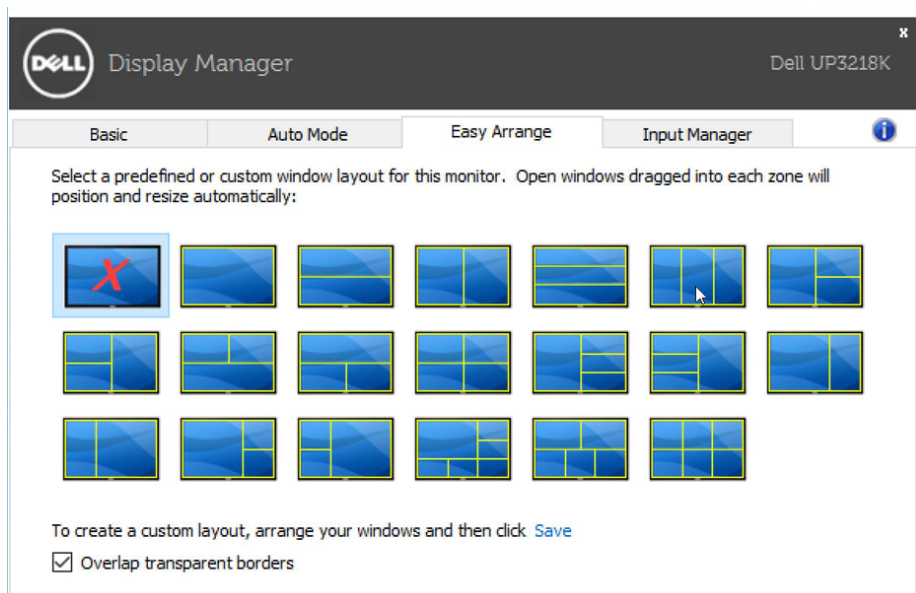 x
DELL
Display Manager
Dell UP3218K
Basic
Auto Mode
Easy Arrange
Input Manager
i
Select a predefined or custom window layout for this monitor. Open windows dragged into each zone will
position and resize automatically:
X
To create a custom layout, arrange your windows and then click Save
Overlap transparent borders